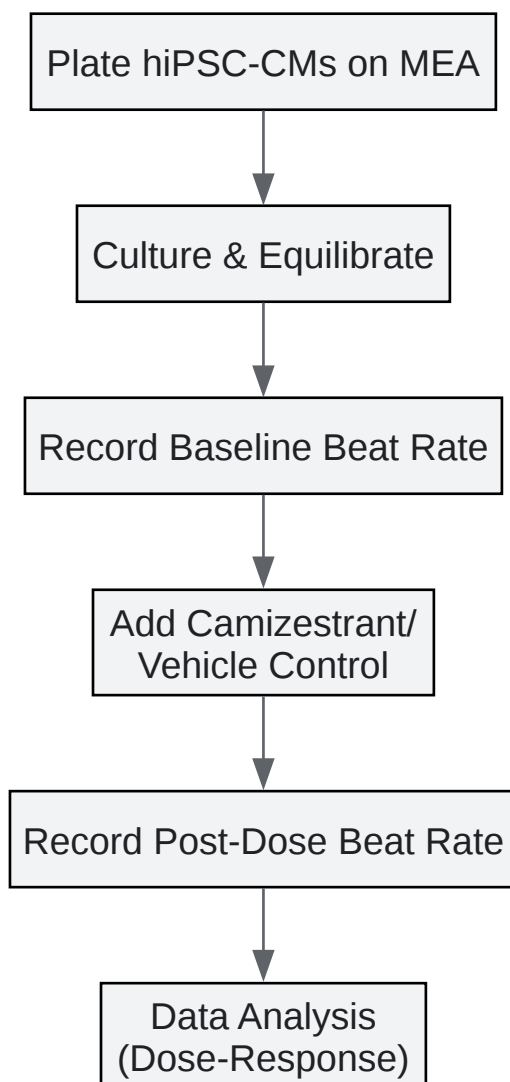 Plate hiPSC-CMs on MEA
Culture & Equilibrate
Record Baseline Beat Rate
Add Camizestrant/
Vehicle Control
Record Post-Dose Beat Rate
Data Analysis
(Dose-Response)